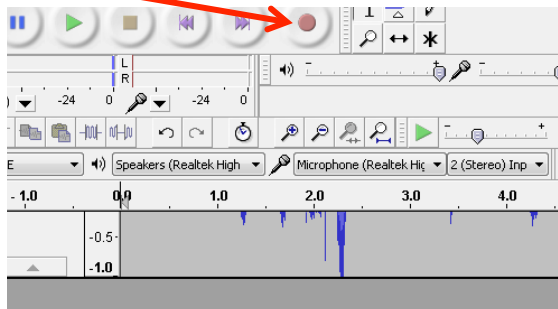 L
R
-24 0 -24 0
E Speakers (Realtek High Microphone (Realtek Hig 2 (Stereo) Inp
- 1.0 0.0 1.0 2.0 3.0 4.0
-0.5
-1.0